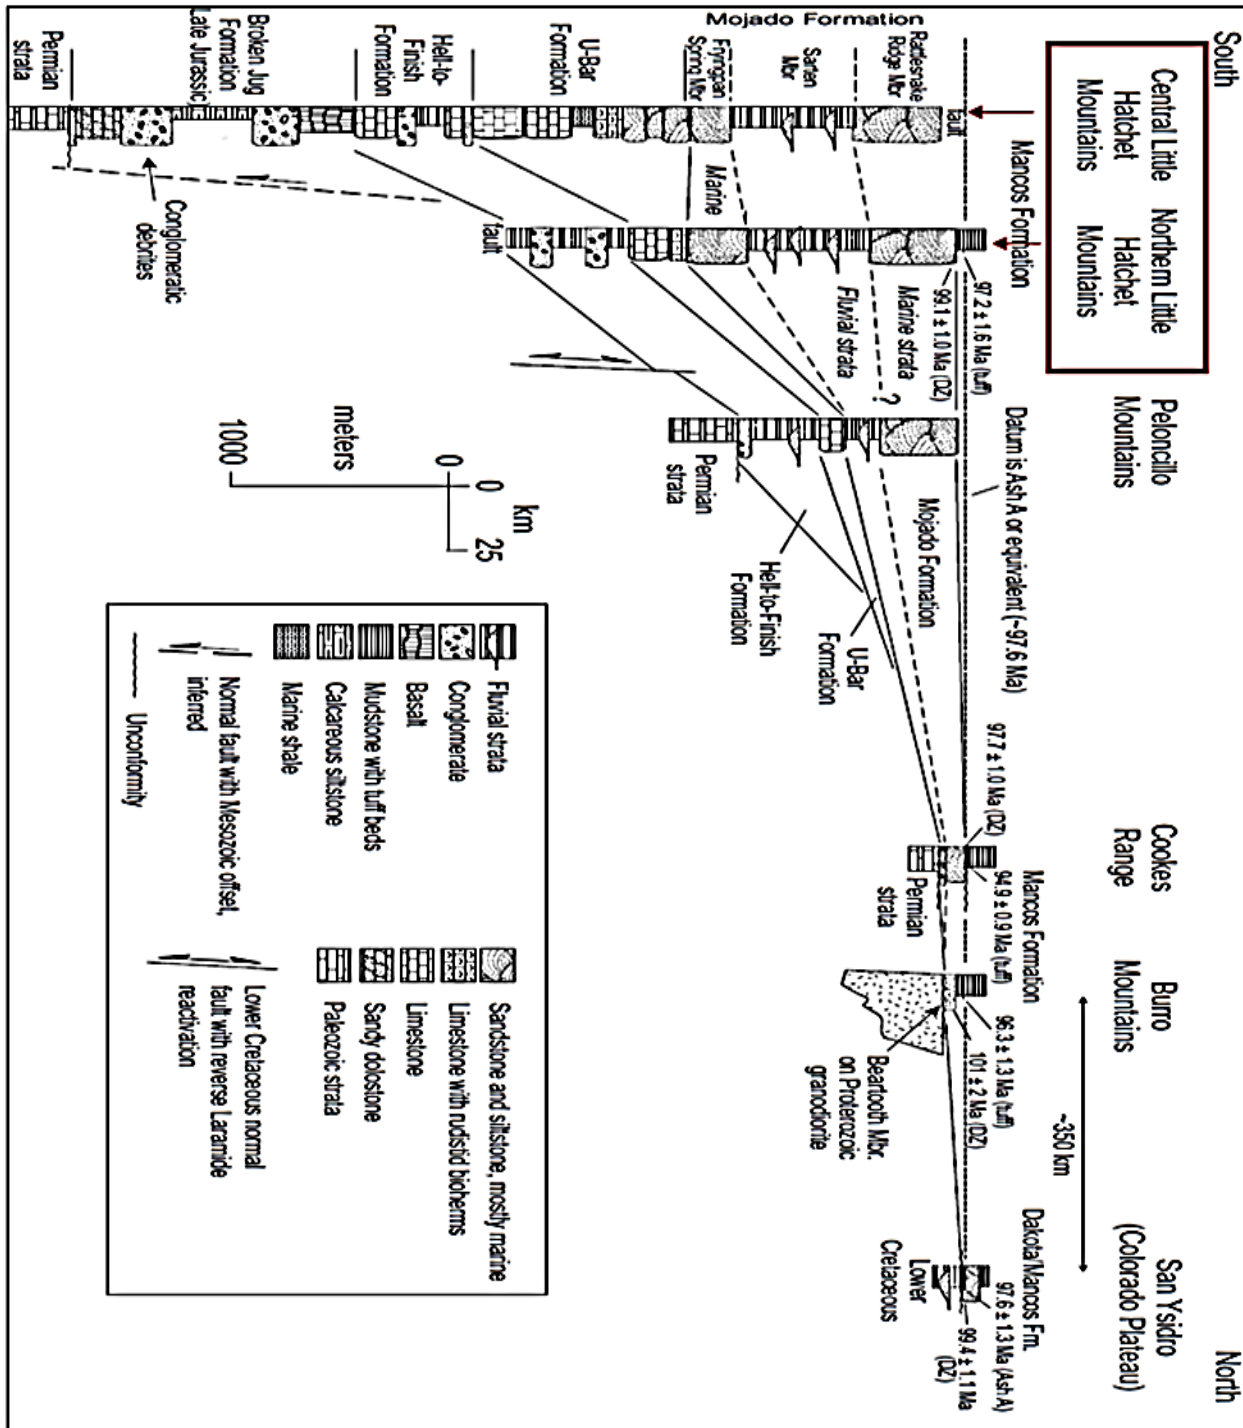 South
North
Central Little
Hatchet
Mountains
Northern Little
Hatchet
Mountains
Peloncillo
Mountains
Cookes
Range
Burro
Mountains
San Ysidro
(Colorado Plateau)
~350 km
Mancos Formation
Mancos Formation
Dakota/Mancos Fm.
97.2 ± 1.6 Ma (tuff)
99.1 ± 1.0 Ma (DZ)
Datum is Ash A or equivalent (~97.6 Ma)
97.7 ± 1.0 Ma (DZ)
94.9 ± 0.9 Ma (tuff)
96.3 ± 1.3 Ma (tuff)
101 ± 2 Ma (DZ)
97.6 ± 1.3 Ma (Ash A)
99.4 ± 1.1 Ma
(DZ)
fault
Mojado Formation
Rattlesnake
Ridge Mbr
Sarten
Mbr
Fryingpan
Spring Mbr
U-Bar
Formation
Hell-to-
Finish
Formation
Broken Jug
Formation
Late Jurassic)
Permian
strata
Marine strata
?
Fluvial strata
Marine
fault
Mojado Formation
U-Bar
Formation
Hell-to-Finish
Formation
Permian
strata
Permian
strata
Beartooth Mbr.
on Proterozoic
granodiorite
Lower
Cretaceous
Conglomeratic
debrites
km
0
25
0
1000
meters
Fluvial strata
Conglomerate
Basalt
Mudstone with tuff beds
Calcareous siltstone
Marine shale
Normal fault with Mesozoic offset,
inferred
Unconformity
Sandstone and siltstone, mostly marine
Limestone with rudistid bioherms
Limestone
Sandy dolostone
Paleozoic strata
Lower Cretaceous normal
fault with reverse Laramide
reactivation